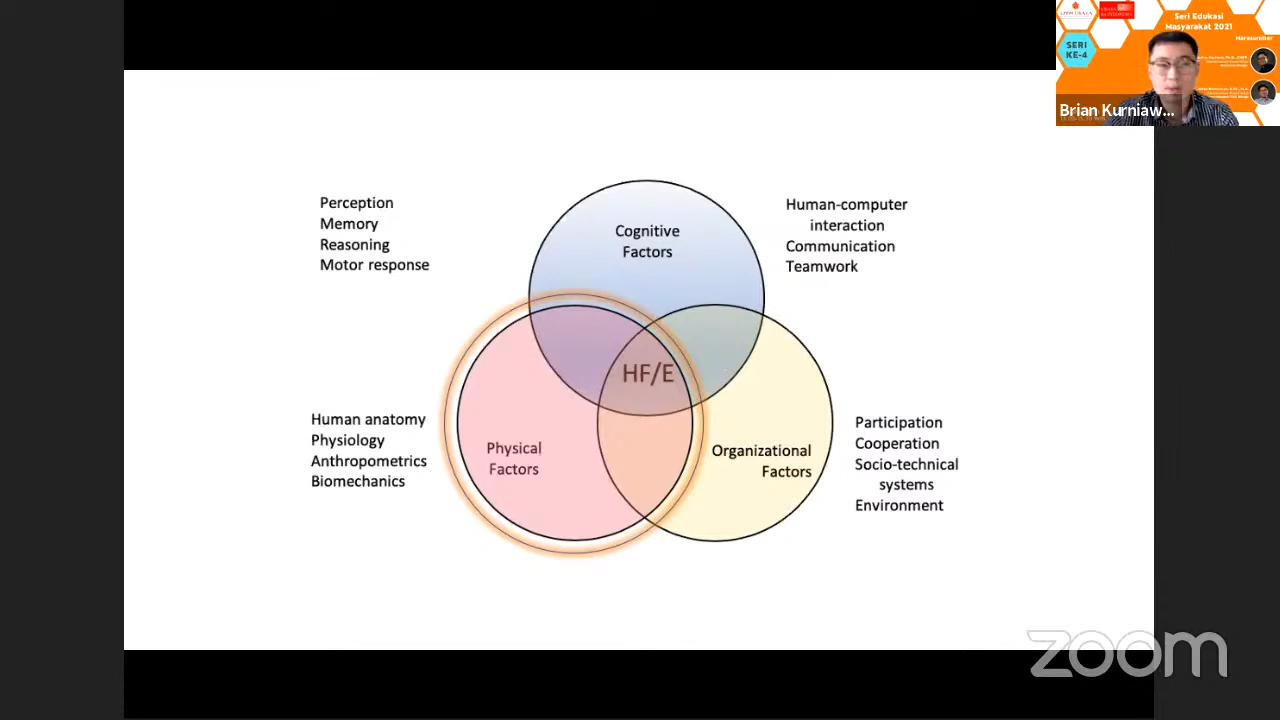 Seri Edukasi
Masyarakat 2021
Narasumber
SERI
KE-4
Brian Kurniaw...
Perception
Memory
Reasoning
Motor response
Cognitive
Factors
Human-computer
interaction
Communication
Teamwork
HF/E
Human anatomy
Physiology
Anthropometrics
Biomechanics
Physical
Factors
Organizational
Factors
Participation
Cooperation
Socio-technical
systems
Environment
zoom